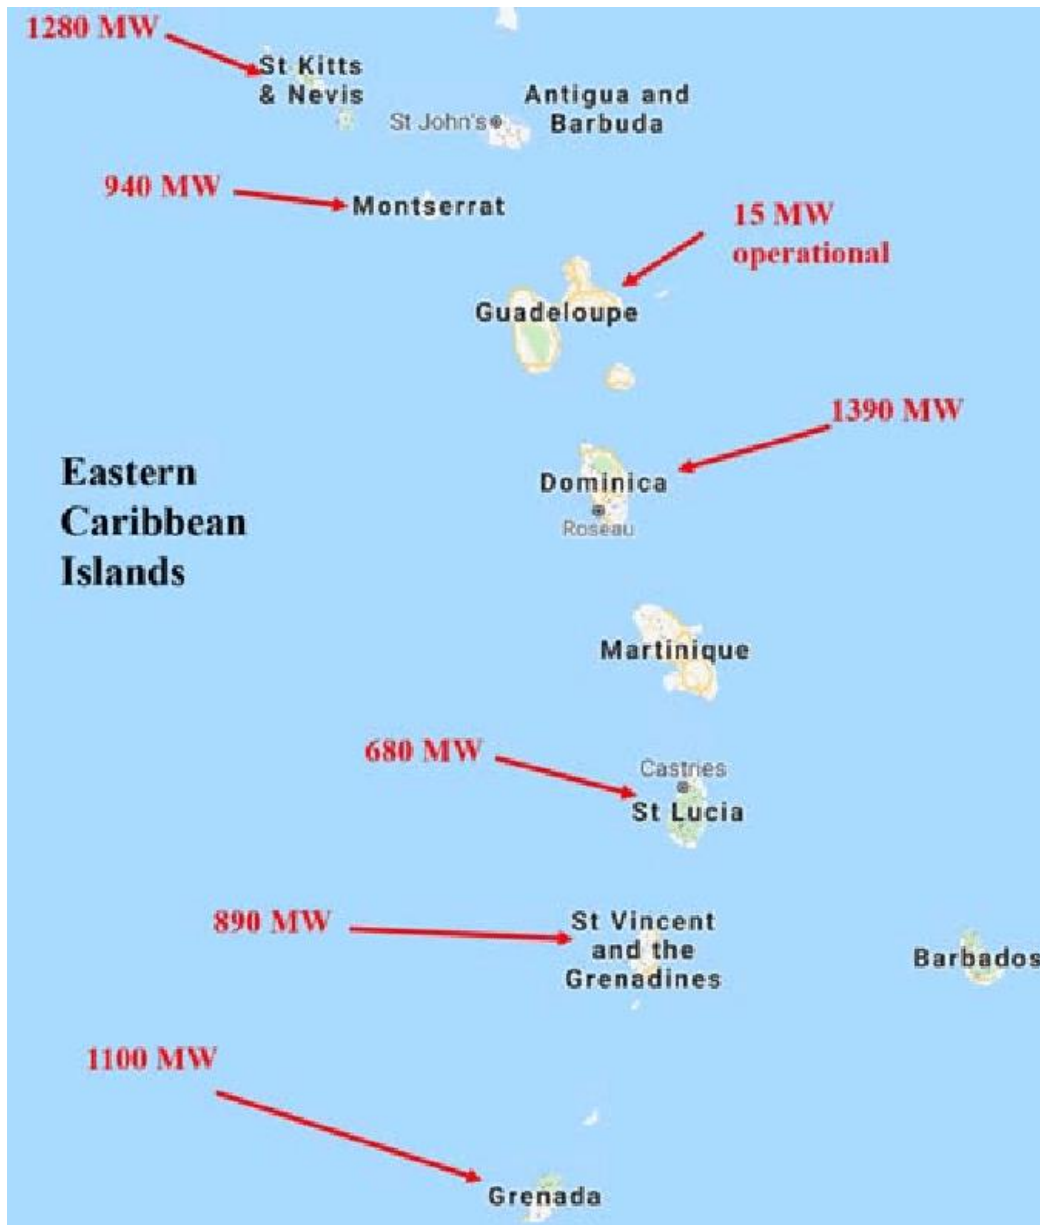 1280 MW
St Kitts
& Nevis
Antigua and
Barbuda
St John's
940 MW
Montserrat
15 MW
operational
Guadeloupe
1390 MW
Eastern
Caribbean
Islands
Dominica
Roseau
Martinique
680 MW
Castries
St Lucia
890 MW
St Vincent
and the
Grenadines
Barbados
1100 MW
Grenada